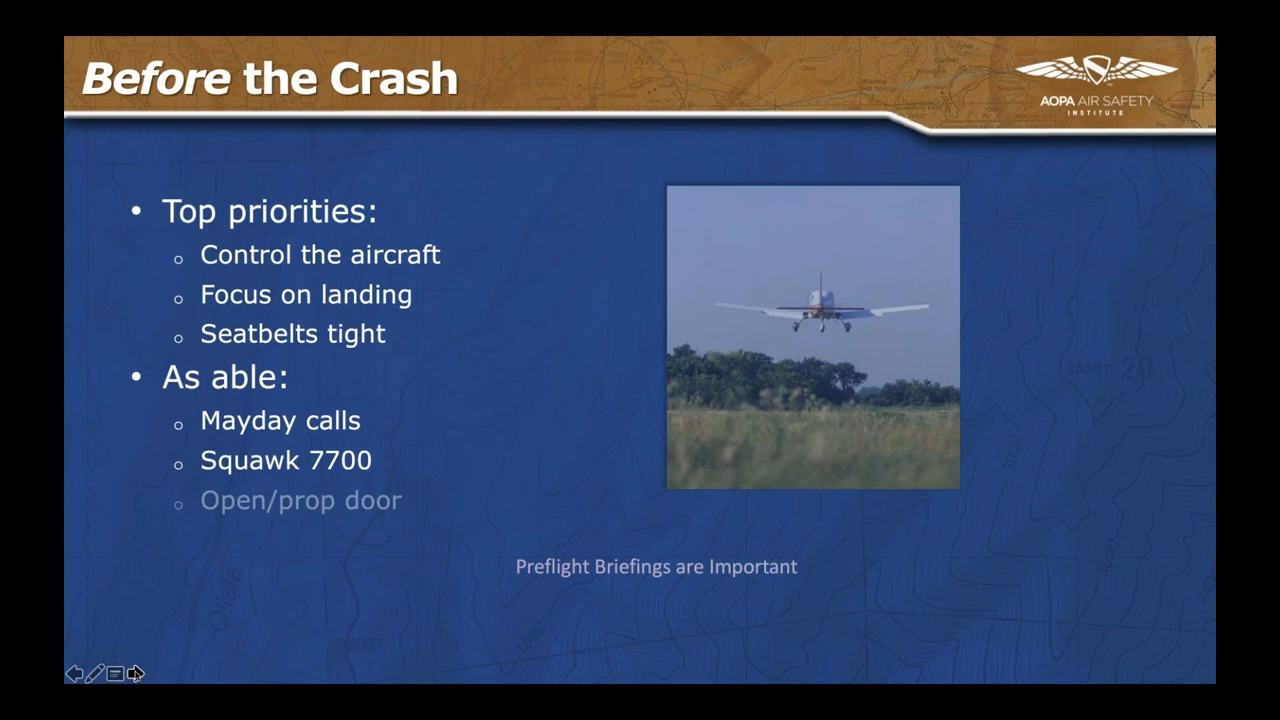 Before the Crash
AOPA AIR SAFETY
INSTITUTE
• Top priorities:
o Control the aircraft
o Focus on landing
o Seatbelts tight
• As able:
o Mayday calls
o Squawk 7700
o Open/prop door
Preflight Briefings are Important